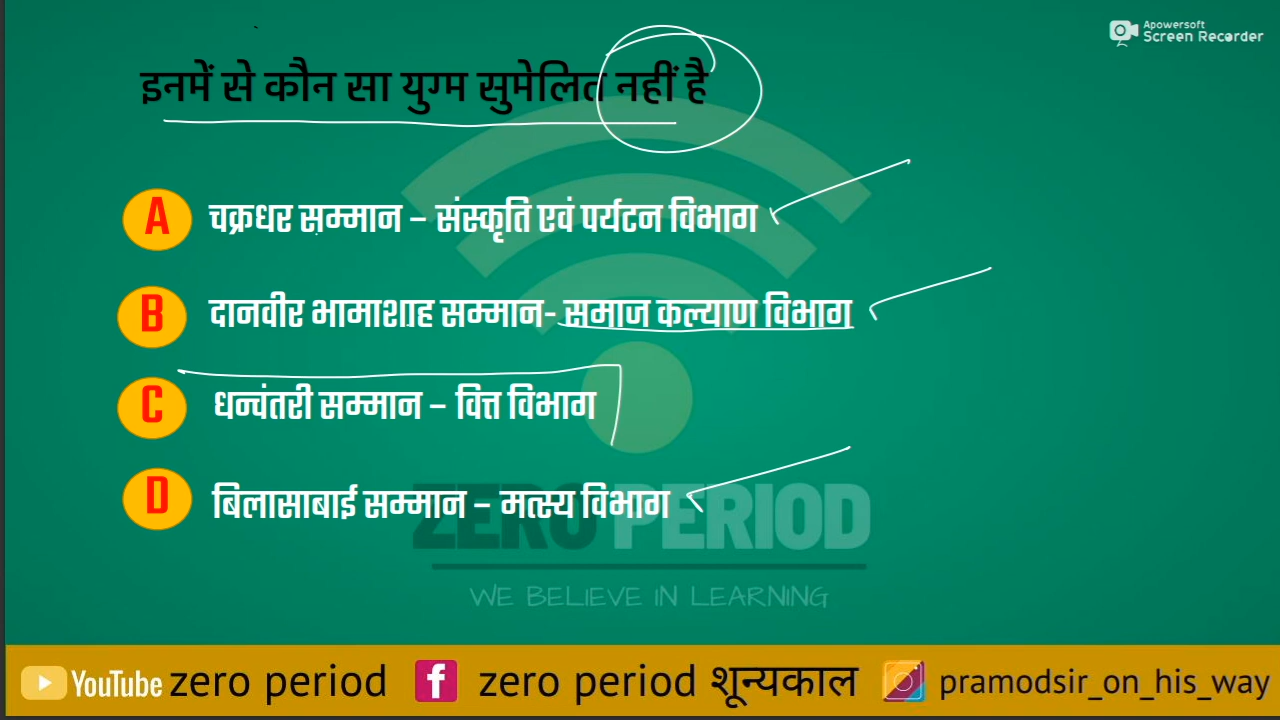 Apowersoft
Screen Recorder
इनमें से कौन सा युग्म सुमेलित नहीं है
A चक्रधर सम्मान – संस्कृति एवं पर्यटन विभाग
B दानवीर भामाशाह सम्मान- समाज कल्याण विभाग
C धन्वंतरी सम्मान – वित्त विभाग
D बिलासाबाई सम्मान – मत्स्य विभाग
ZERO PERIOD
WE BELIEVE IN LEARNING
YouTube zero period f zero period शून्यकाल pramodsir_on_his_way